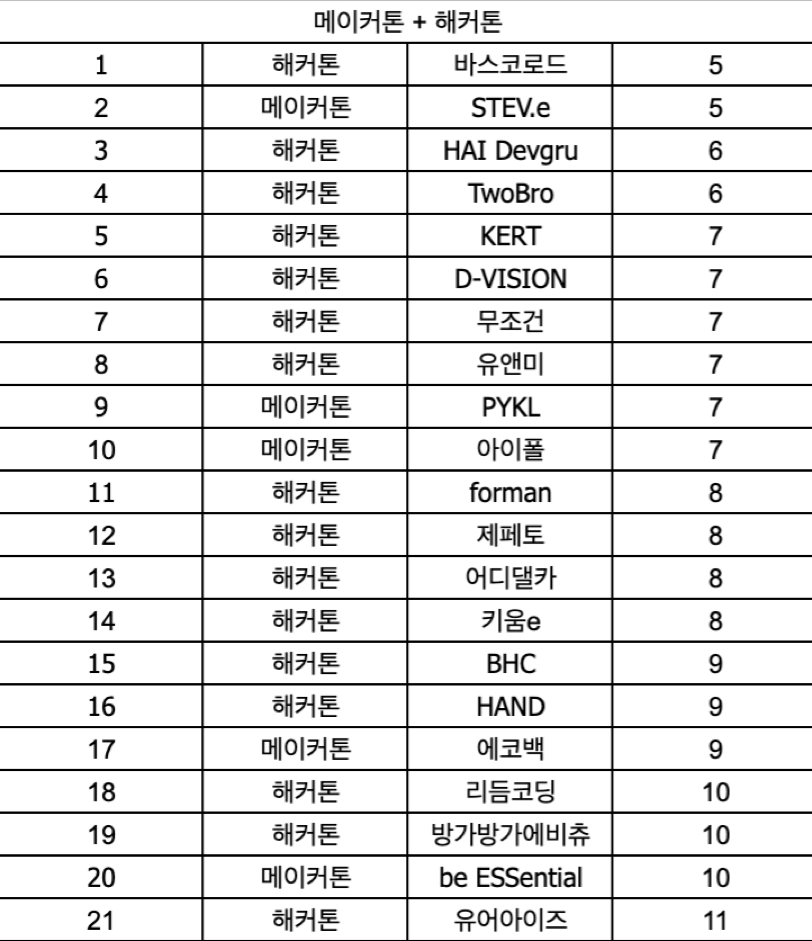 메이커톤 + 해커톤
1 해커톤 바스코로드 5
2 메이커톤 STEV.e 5
3 해커톤 HAI Devgru 6
4 해커톤 TwoBro 6
5 해커톤 KERT 7
6 해커톤 D-VISION 7
7 해커톤 무조건 7
8 해커톤 유앤미 7
9 메이커톤 PYKL 7
10 메이커톤 아이폴 7
11 해커톤 forman 8
12 해커톤 제페토 8
13 해커톤 어디댈카 8
14 해커톤 키움e 8
15 해커톤 BHC 9
16 해커톤 HAND 9
17 메이커톤 에코백 9
18 해커톤 리듬코딩 10
19 해커톤 방가방가에비츄 10
20 메이커톤 be ESSential 10
21 해커톤 유어아이즈 11